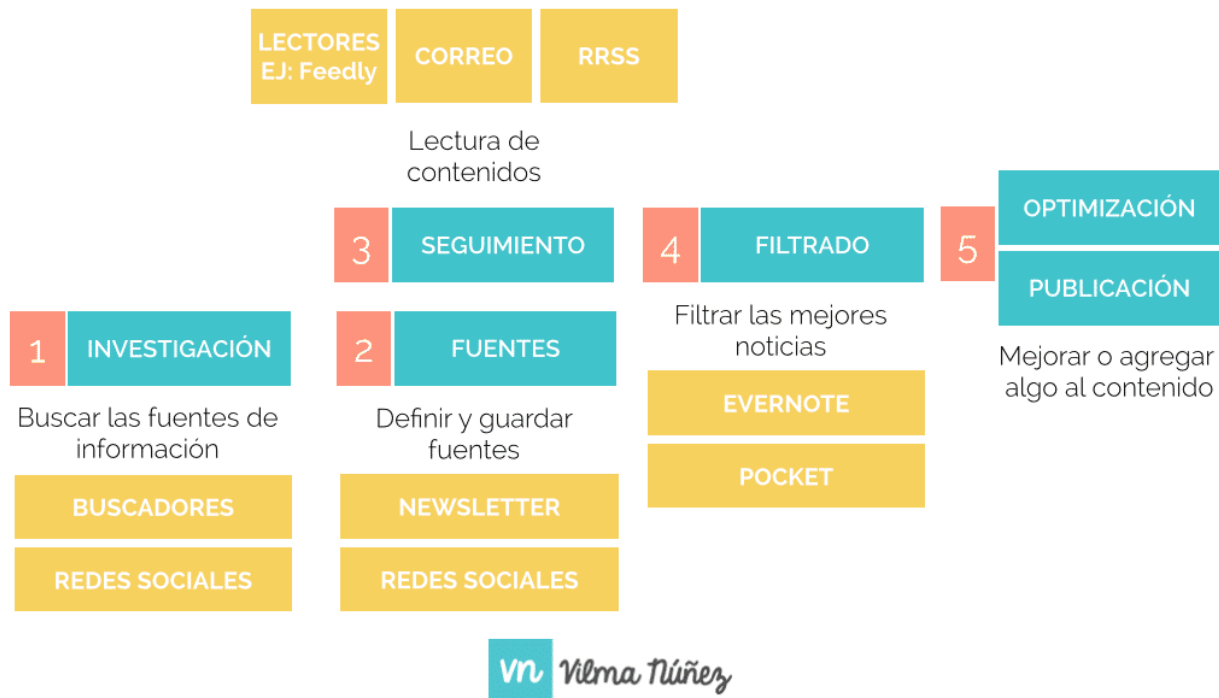 LECTORES
EJ: Feedly
CORREO
RRSS
Lectura de
contenidos
3
SEGUIMIENTO
4
FILTRADO
5
OPTIMIZACIÓN
PUBLICACIÓN
1
INVESTIGACIÓN
2
FUENTES
Filtrar las mejores
noticias
Mejorar o agregar
algo al contenido
Buscar las fuentes de
información
Definir y guardar
fuentes
EVERNOTE
POCKET
BUSCADORES
REDES SOCIALES
NEWSLETTER
REDES SOCIALES
vn Vilma Núñez